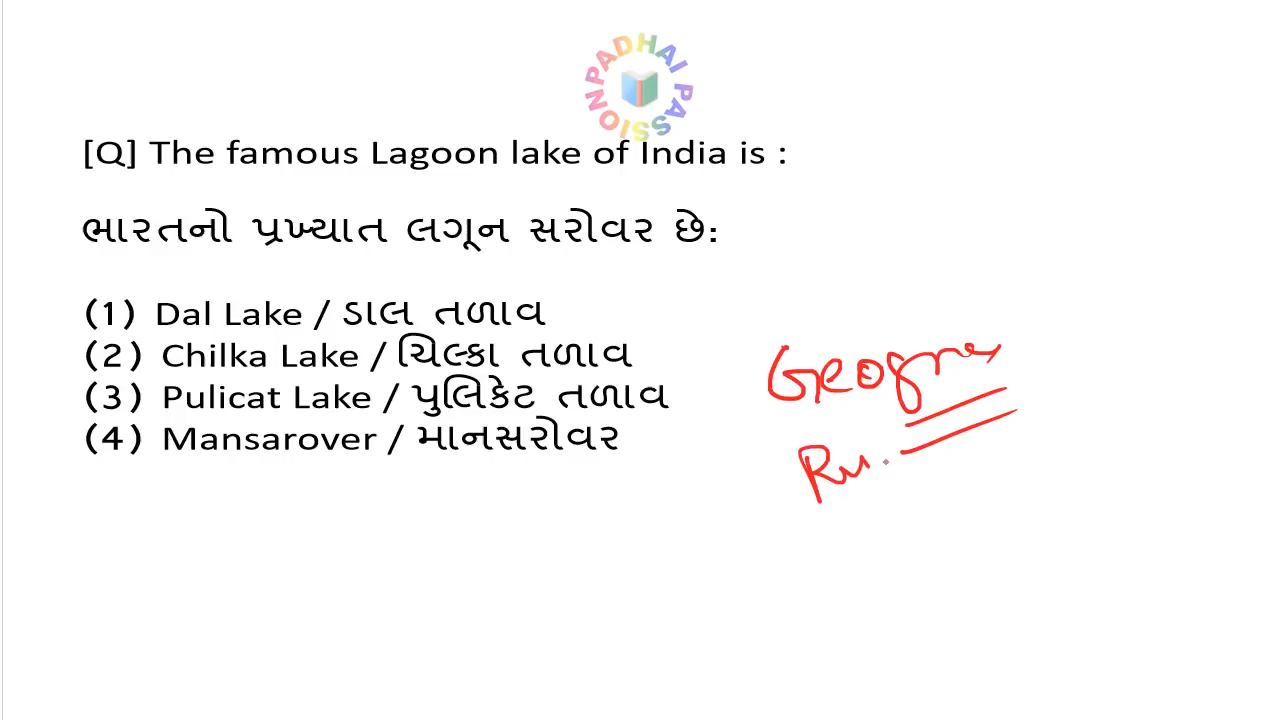 PADHAI PASSION
[Q] The famous Lagoon lake of India is :
ભારતનો પ્રખ્યાત લગૂન સરોવર છે:
(1) Dal Lake / ડાલ તળાવ
(2) Chilka Lake / ચિલ્કા તળાવ
(3) Pulicat Lake / પુલિકેટ તળાવ
(4) Mansarover / માનસરોવર